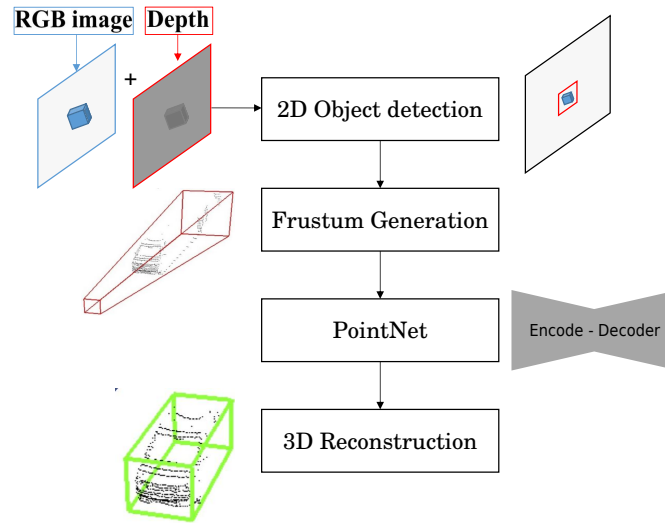 RGB image
Depth
+
2D Object detection
Frustum Generation
PointNet
Encode - Decoder
3D Reconstruction